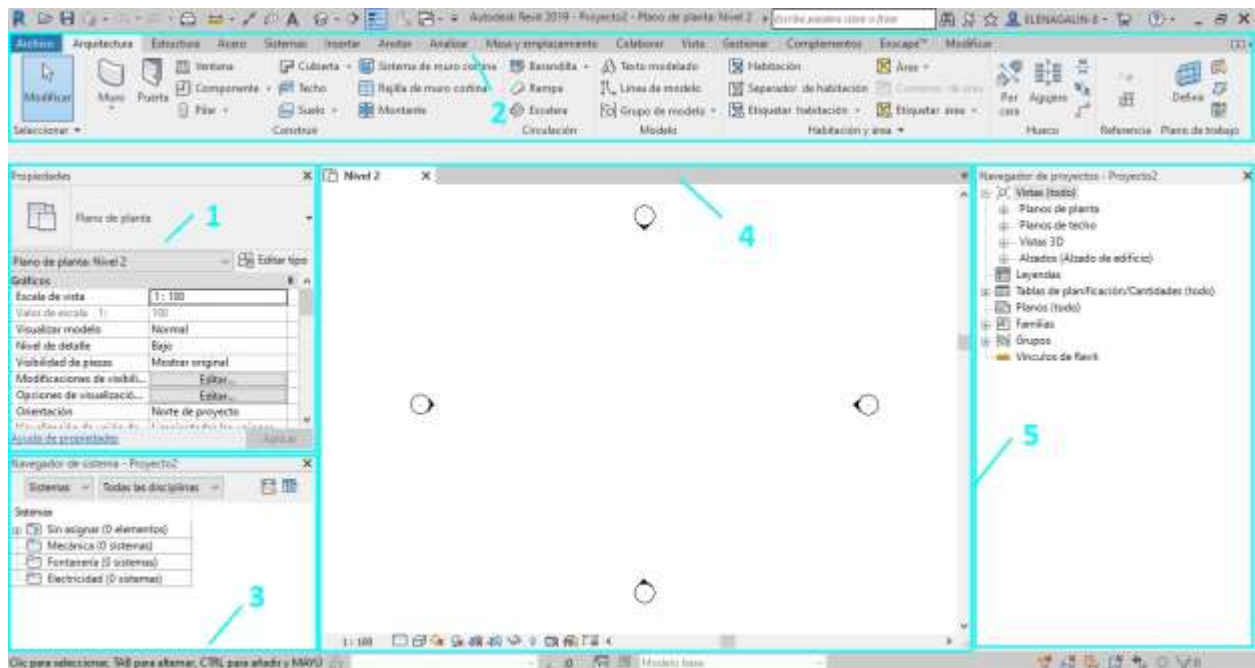 Autodesk Revit 2019 - Proyecto2 - Plano de planta: Nivel 2
Archivo Arquitectura Estructura Acero Sistemas Insertar Anotar Analizar Masa y emplazamiento Colaborar Vista Gestionar Complementos Enscape™ Modificar
Ventana Cubierta Sistema de muro cortina Barandilla Texto modelado Habitación Área
Modificar Muro Puerta Componente Techo Rejilla de muro cortina Rampa Línea de modelo Separador de habitación Por cara Agujero Definir
Pilar Suelo Montante Escalera Grupo de modelo Etiquetar habitación Etiquetar área
2
Seleccionar Construir Circulación Modelo Habitación y área Hueco Referencia Plano de trabajo
Propiedades
Plano de planta
1
Plano de planta: Nivel 2 Editar tipo
Gráficos
Escala de vista 1 : 100
Valor de escala 1: 100
Visualizar modelo Normal
Nivel de detalle Bajo
Visibilidad de piezas Mostrar original
Modificaciones de visibili... Editar...
Opciones de visualizació... Editar...
Orientación Norte de proyecto
Ayuda de propiedades Aplicar
Navegador de sistema - Proyecto2
Sistemas Todas las disciplinas
Sistemas
Sin asignar (0 elementos)
Mecánica (0 sistemas)
Fontanería (0 sistemas)
Electricidad (0 sistemas)
3
Nivel 2
4
1 : 100
Navegador de proyectos - Proyecto2
Vistas (todo)
Planos de planta
Planos de techo
Vistas 3D
Alzados (Alzado de edificio)
Leyendas
Tablas de planificación/Cantidades (todo)
Planos (todo)
Familias
Grupos
Vínculos de Revit
5
Clic para seleccionar, TAB para alternar, CTRL para añadir y MAYÚ
:0 Modelo base :0